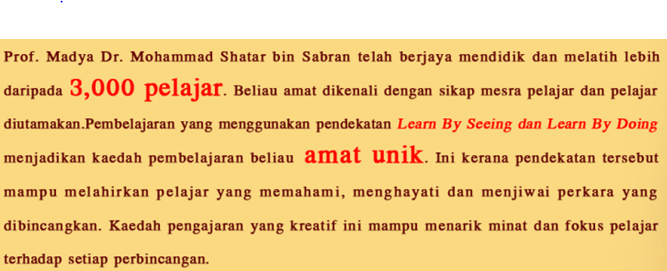 Prof. Madya Dr. Mohammad Shatar bin Sabran telah berjaya mendidik dan melatih lebih
daripada 3,000 pelajar. Beliau amat dikenali dengan sikap mesra pelajar dan pelajar
diutamakan.Pembelajaran yang menggunakan pendekatan Learn By Seeing dan Learn By Doing
menjadikan kaedah pembelajaran beliau amat unik. Ini kerana pendekatan tersebut
mampu melahirkan pelajar yang memahami, menghayati dan menjiwai perkara yang
dibincangkan. Kaedah pengajaran yang kreatif ini mampu menarik minat dan fokus pelajar
terhadap setiap perbincangan.